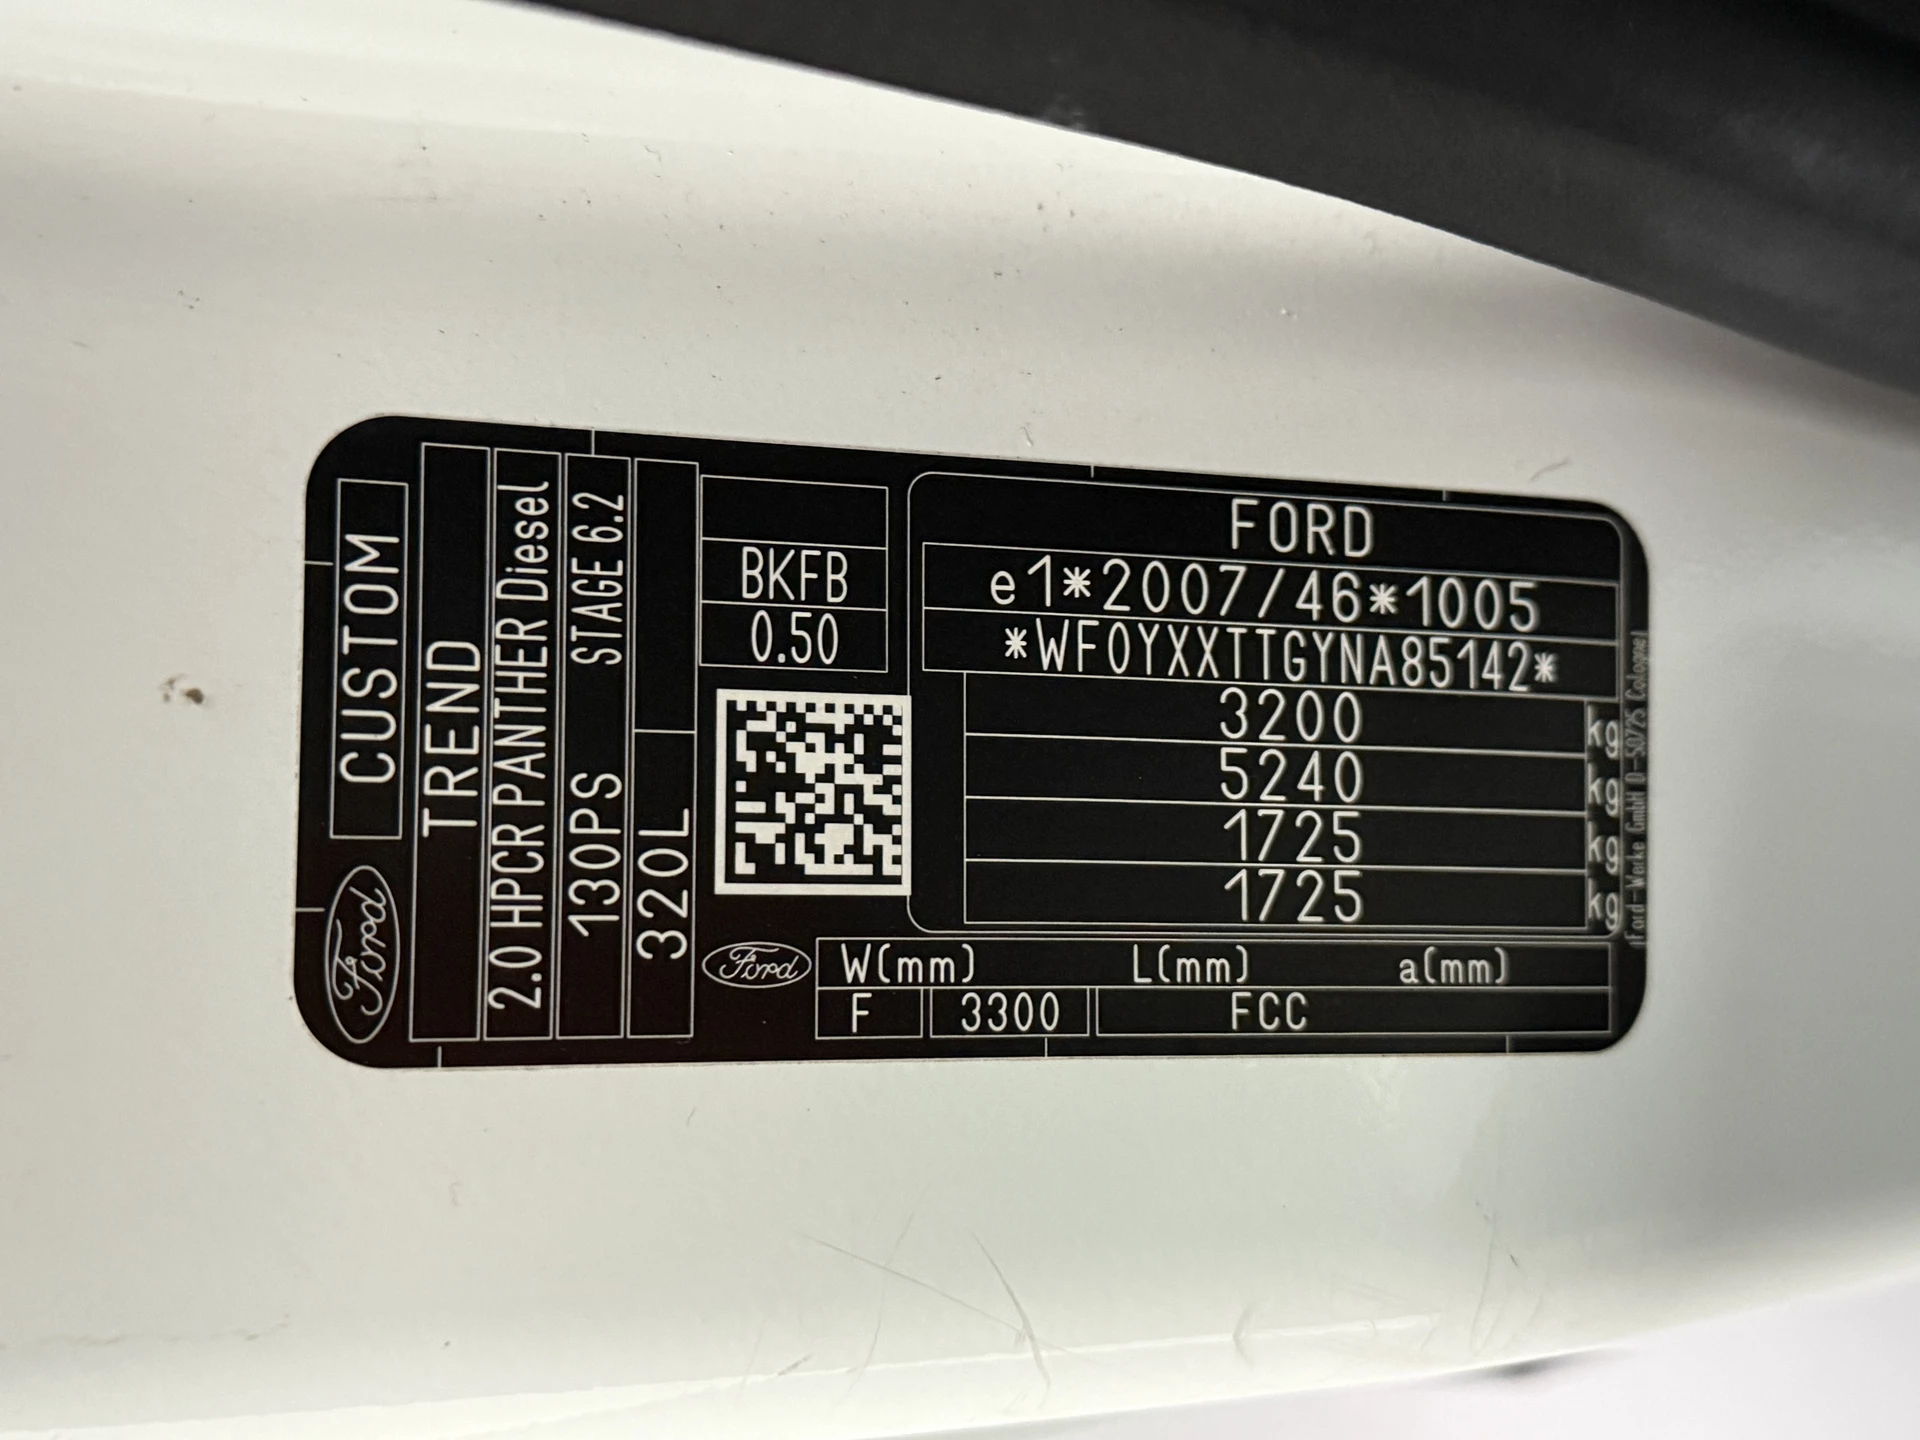 Ford
CUSTOM
TREND
2.0 HPCR PANTHER Diesel
130PS STAGE 6.2
320L
BKFB
0.50
FORD
e1*2007/46*1005
*WF0YXXTTGYNA85142*
3200 kg
5240 kg
1725 kg
1725 kg
Ford
W(mm) L(mm) a(mm)
F 3300 FCC
(Ford-Werke GmbH D-50725 Cologne)